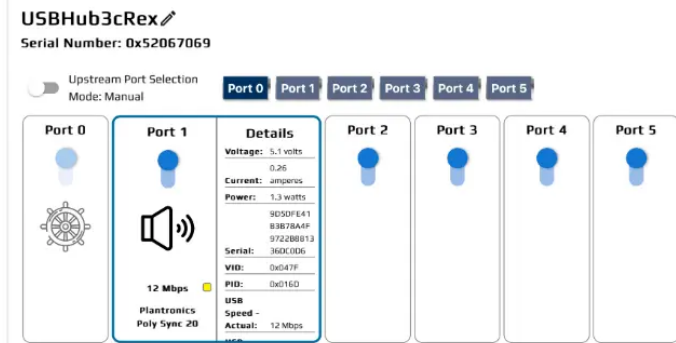 USBHub3cRex
Serial Number: 0x52067069
Upstream Port Selection
Mode: Manual
Port 0 Port 1 Port 2 Port 3 Port 4 Port 5
Port 0
Port 1
12 Mbps
Plantronics
Poly Sync 20
Details
Voltage: 5.1 volts
0.26
Current: amperes
Power: 1.3 watts
9D5DFE41
83B78A4F
9722BBB13
Serial: 36DC0D6
VID: 0x047F
PID: 0x016D
USB
Speed -
Actual: 12 Mbps
Port 2
Port 3
Port 4
Port 5